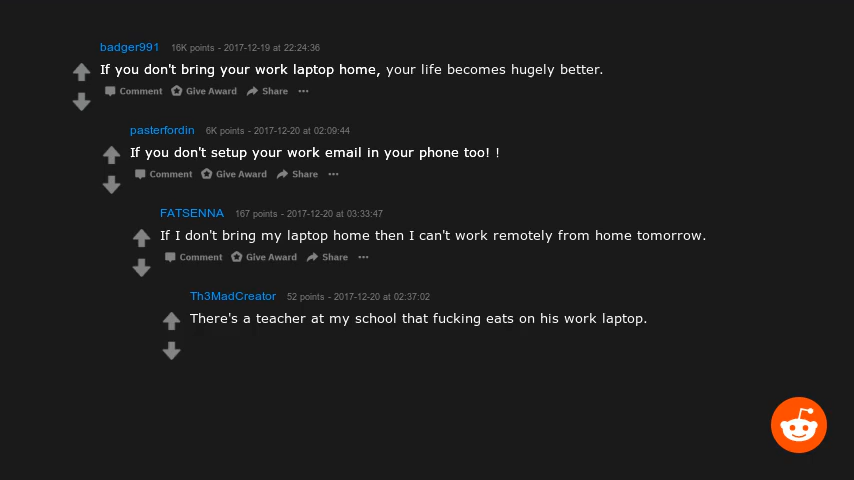 badger991 16K points - 2017-12-19 at 22:24:36
If you don't bring your work laptop home, your life becomes hugely better.
Comment Give Award Share ...
pasterfordin 6K points - 2017-12-20 at 02:09:44
If you don't setup your work email in your phone too! !
Comment Give Award Share ...
FATSENNA 167 points - 2017-12-20 at 03:33:47
If I don't bring my laptop home then I can't work remotely from home tomorrow.
Comment Give Award Share ...
Th3MadCreator 52 points - 2017-12-20 at 02:37:02
There's a teacher at my school that fucking eats on his work laptop.